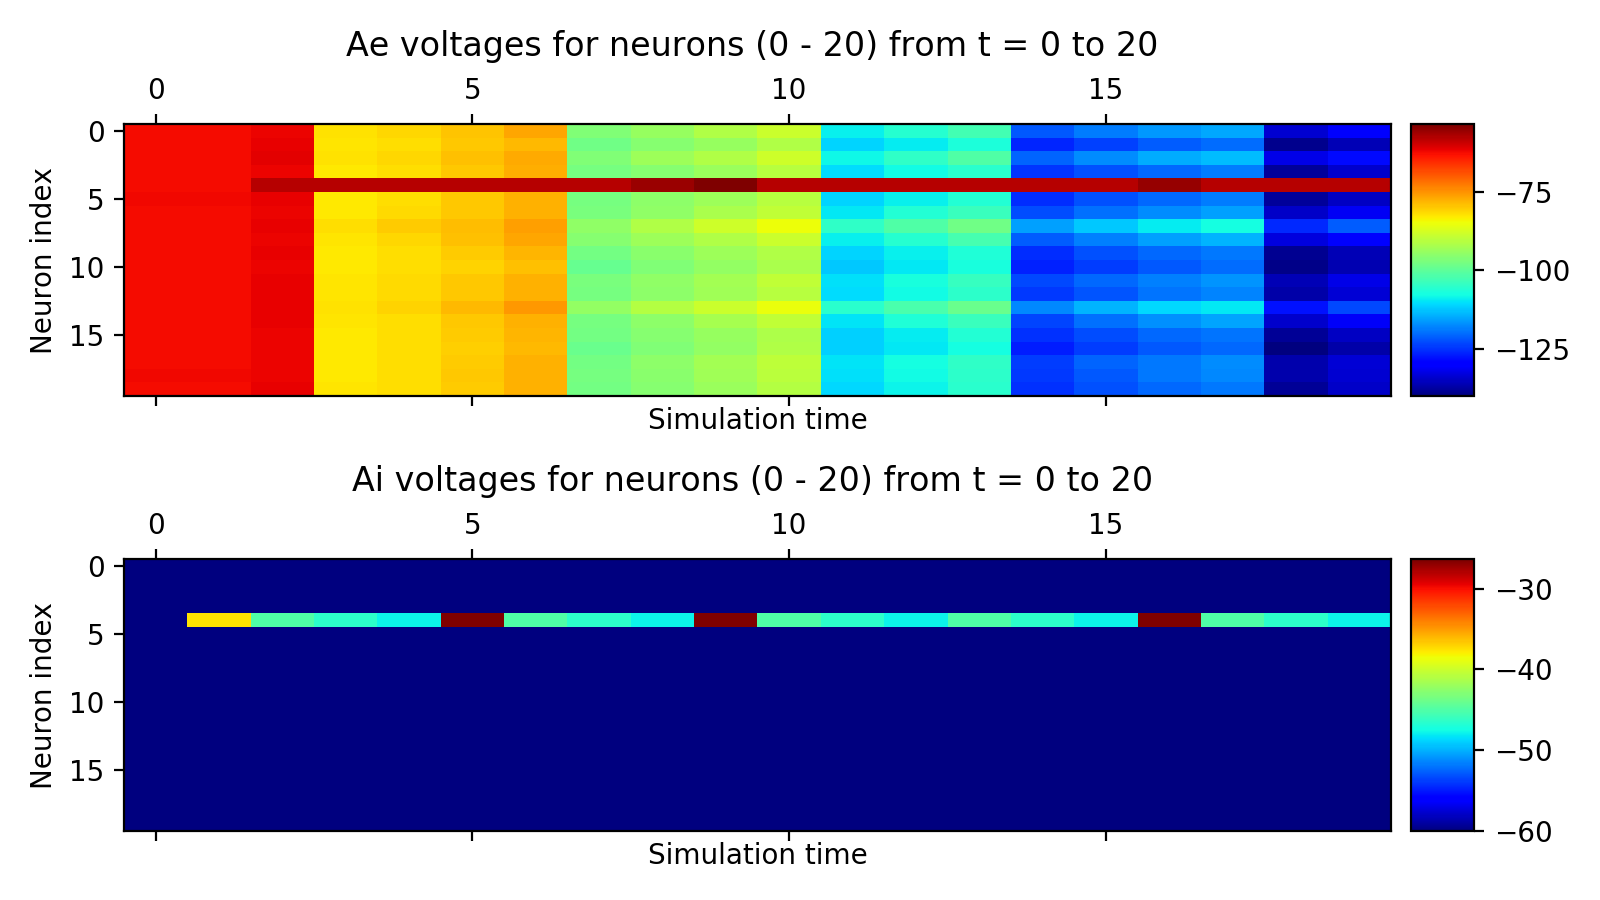 Ae voltages for neurons (0 - 20) from t = 0 to 20
0 5 10 15
0
5
10
15
Neuron index
Simulation time
−75
−100
−125
Ai voltages for neurons (0 - 20) from t = 0 to 20
0 5 10 15
0
5
10
15
Neuron index
Simulation time
−30
−40
−50
−60